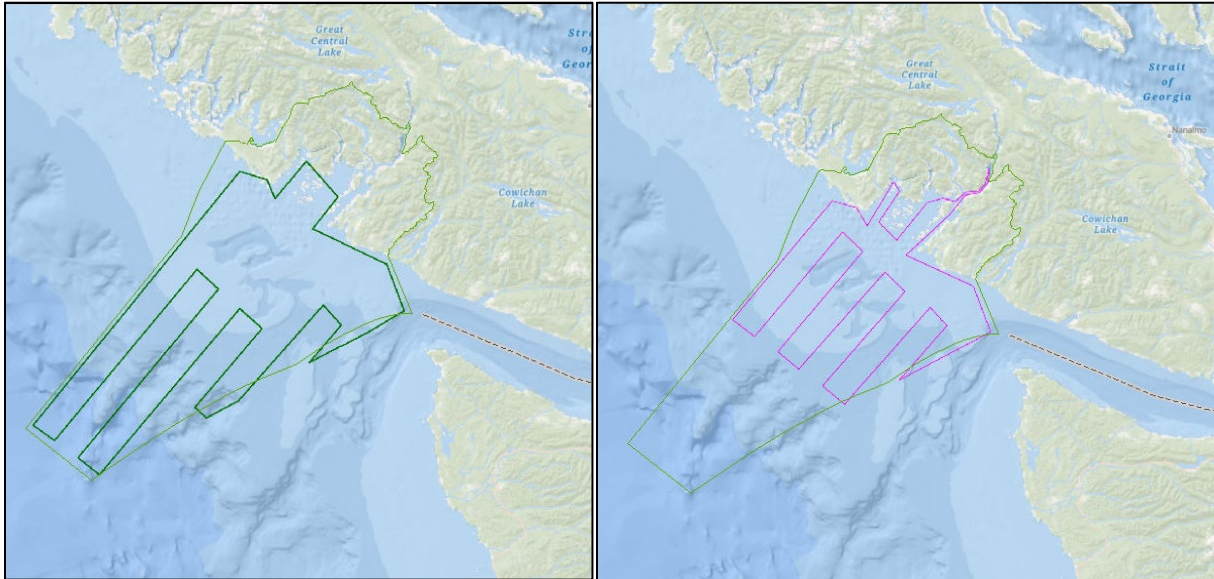 Great
Central
Lake
Str
of
Geor
Cowichan
Lake
Great
Central
Lake
Strait
of
Georgia
Nanaimo
Cowichan
Lake